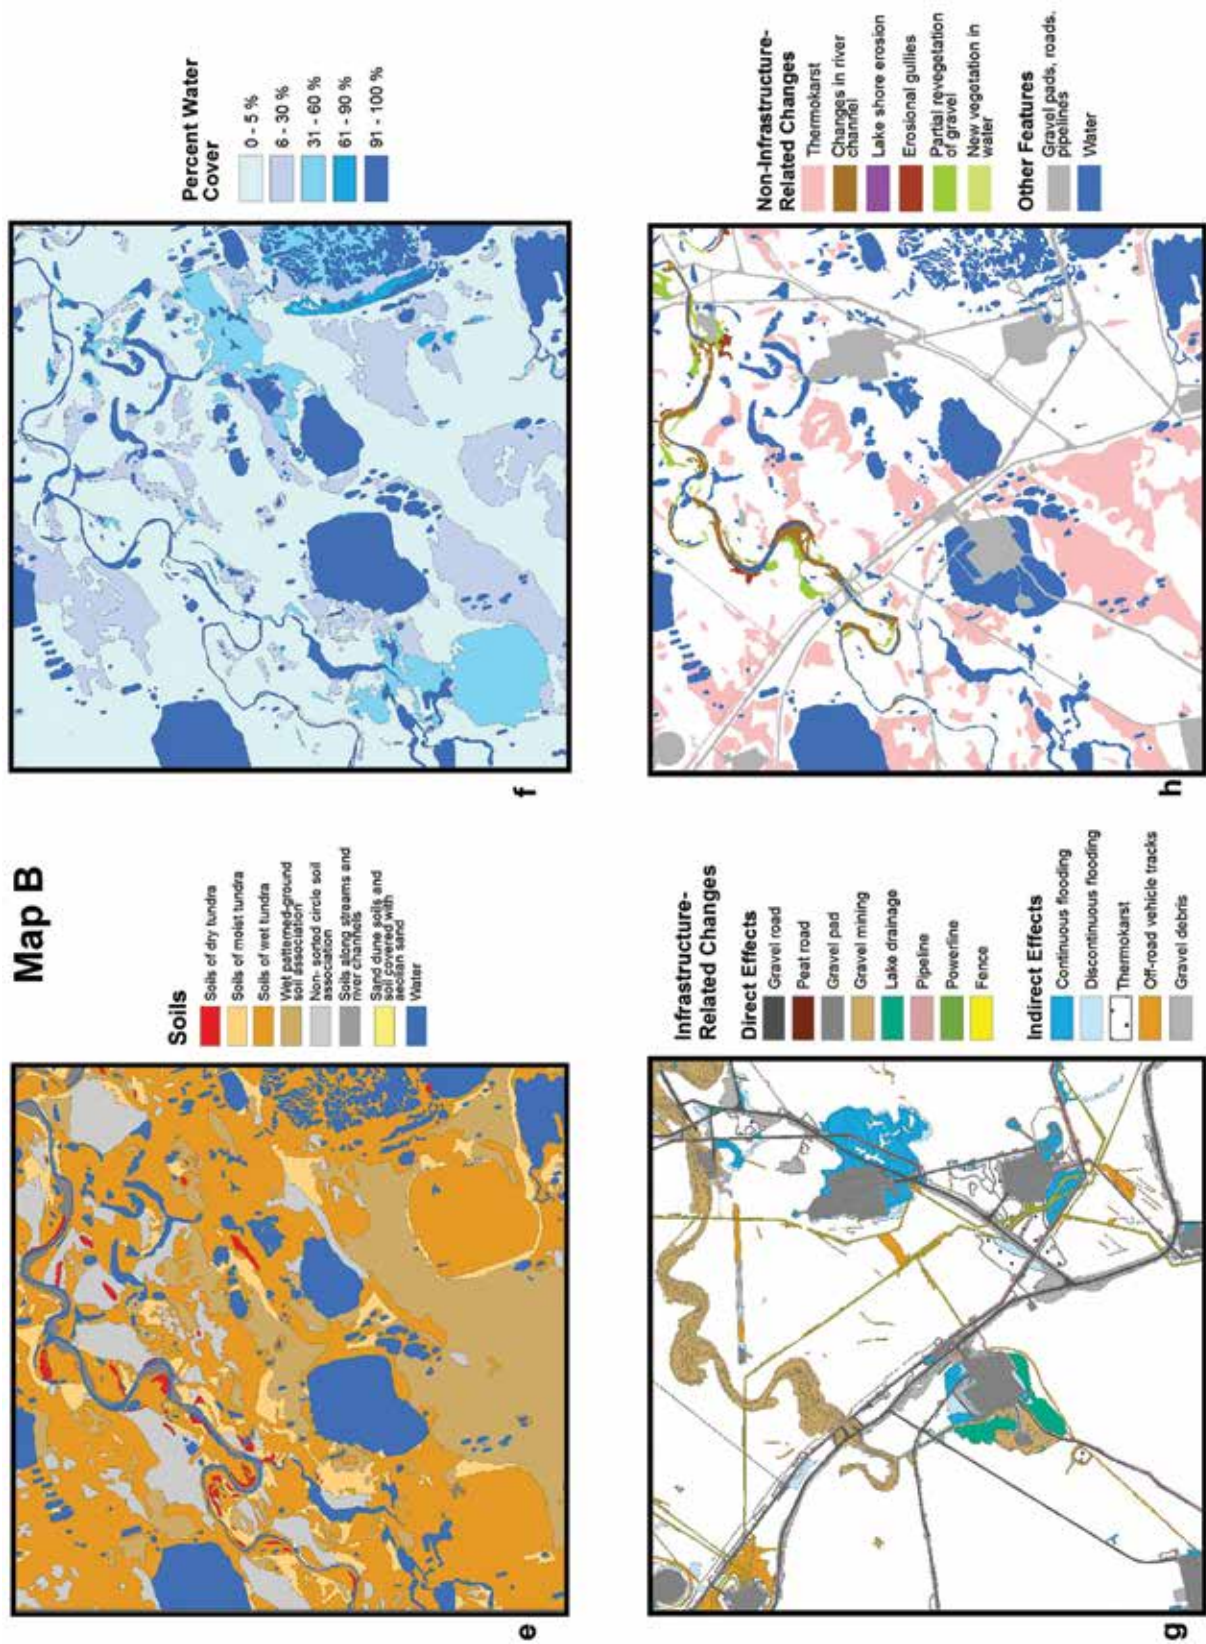 Map B
e
Soils
Soils of dry tundra
Soils of moist tundra
Soils of wet tundra
Wet patterned-ground
soil association
Non- sorted circle soil
association
Soils along streams and
river channels
Sand dune soils and
soil covered with
aeolian sand
Water
f
Percent Water
Cover
0 - 5 %
6 - 30 %
31 - 60 %
61 - 90 %
91 - 100 %
g
Infrastructure-
Related Changes
Direct Effects
Gravel road
Peat road
Gravel pad
Gravel mining
Lake drainage
Pipeline
Powerline
Fence
Indirect Effects
Continuous flooding
Discontinuous flooding
Thermokarst
Off-road vehicle tracks
Gravel debris
h
Non-Infrastructure-
Related Changes
Thermokarst
Changes in river
channel
Lake shore erosion
Erosional gullies
Partial revegetation
of gravel
New vegetation in
water
Other Features
Gravel pads, roads,
pipelines
Water